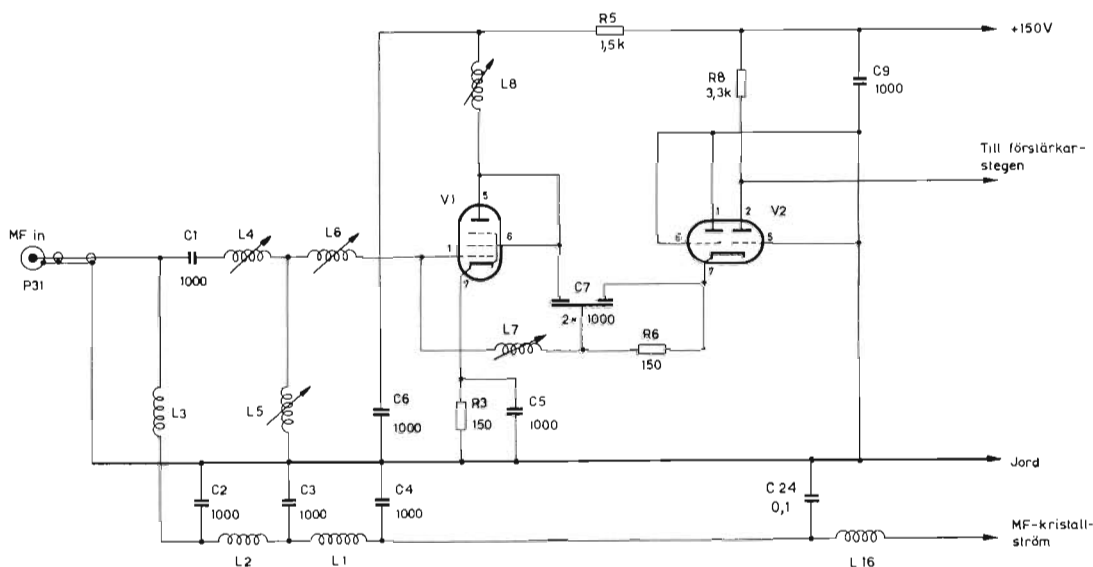 R5
1,5k
+150V
L8
R8
3,3k
C9
1000
Till förstärkar-
stegen
V1
5
1
6
7
1
2
V2
6
5
7
MF in
P31
C1
1000
L4
L6
C7
2×
1000
L7
R6
150
L3
L5
C6
1000
R3
150
C5
1000
Jord
C2
1000
C3
1000
C4
1000
C 24
0,1
L2
L1
L 16
MF-kristall-
ström